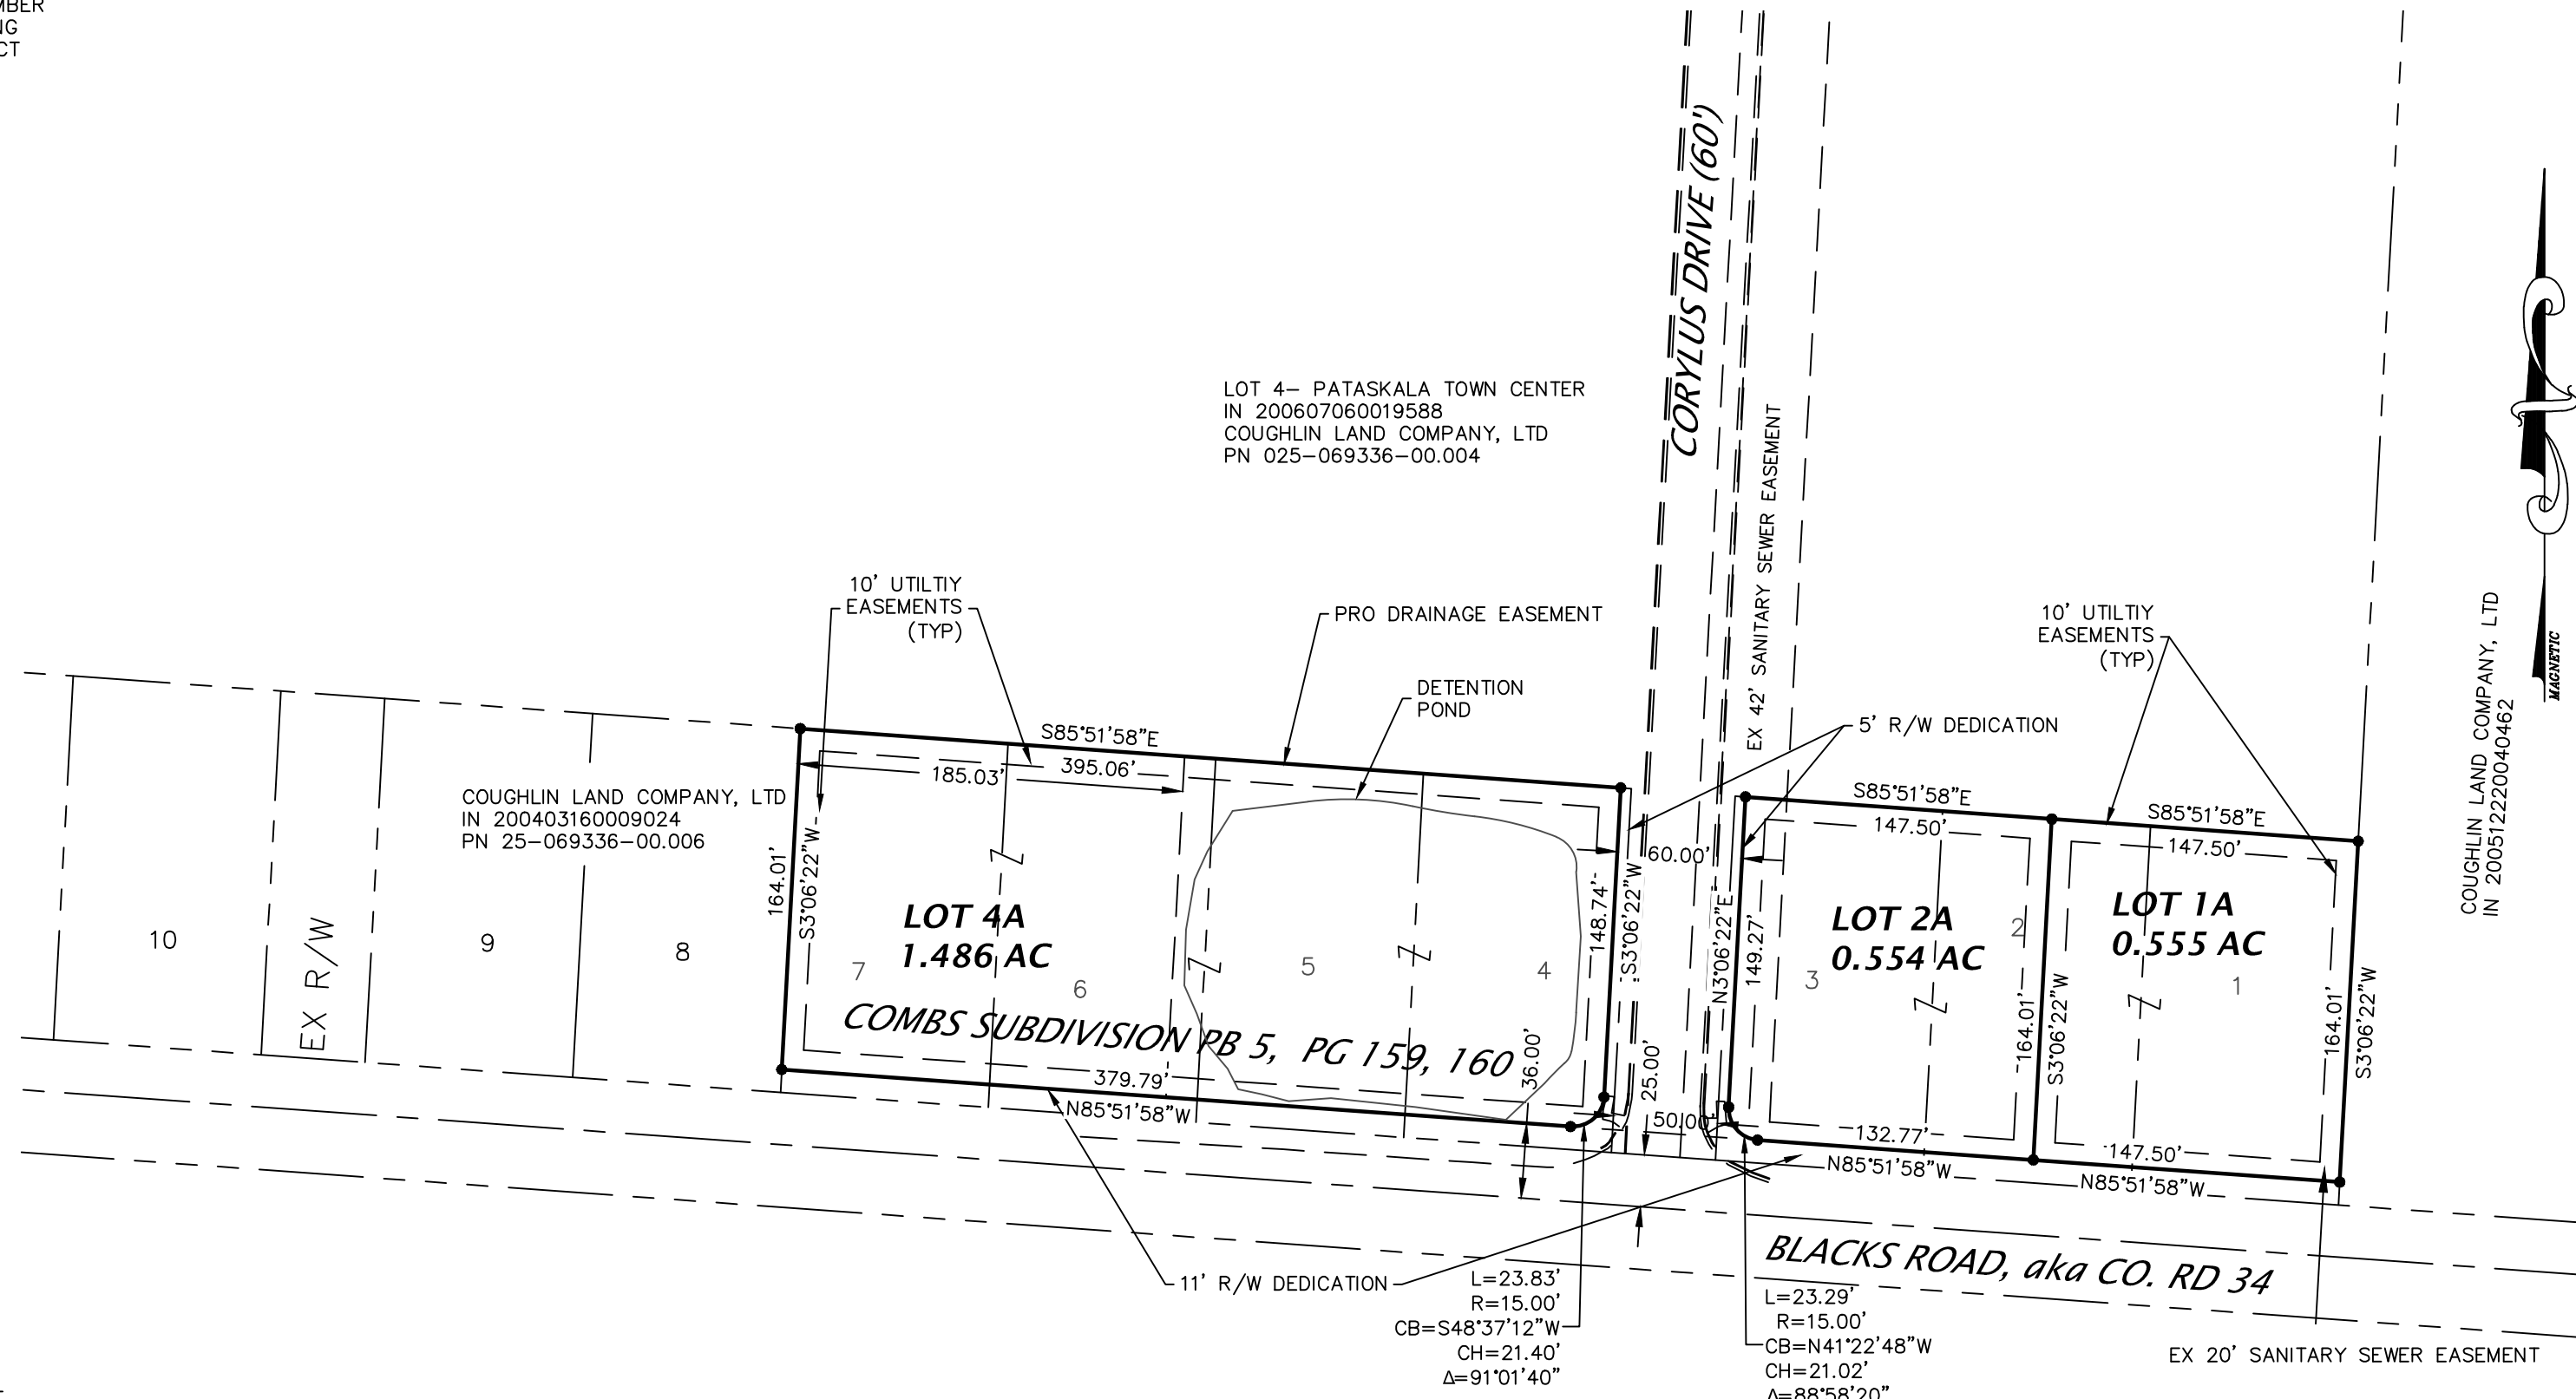 CORYLUS DRIVE (60')
EX 42' SANITARY SEWER EASEMENT
LOT 4– PATASKALA TOWN CENTER
IN 200607060019588
COUGHLIN LAND COMPANY, LTD
PN 025–069336–00.004
MAGNETIC
COUGHLIN LAND COMPANY, LTD
IN 200512220040462
10' UTILTIY
EASEMENTS
(TYP)
PRO DRAINAGE EASEMENT
DETENTION
POND
10' UTILTIY
EASEMENTS
(TYP)
5' R/W DEDICATION
S85°51'58"E
395.06'
185.03'
S85°51'58"E
147.50'
S85°51'58"E
147.50'
COUGHLIN LAND COMPANY, LTD
IN 200403160009024
PN 25–069336–00.006
10
EX R/W
9
8
164.01'
S3°06'22"W
LOT 4A
1.486 AC
7
6
5
4
COMBS SUBDIVISION PB 5, PG 159, 160
148.74'
S3°06'22"W
60.00'
N3°06'22"E
149.27'
LOT 2A
0.554 AC
3
2
164.01'
S3°06'22"W
LOT 1A
0.555 AC
1
164.01'
S3°06'22"W
379.79'
N85°51'58"W
36.00'
25.00'
50.00'
132.77'
N85°51'58"W
147.50'
N85°51'58"W
11' R/W DEDICATION
BLACKS ROAD, aka CO. RD 34
L=23.83'
R=15.00'
CB=S48°37'12"W
CH=21.40'
Δ=91°01'40"
L=23.29'
R=15.00'
CB=N41°22'48"W
CH=21.02'
Δ=88°58'20"
EX 20' SANITARY SEWER EASEMENT